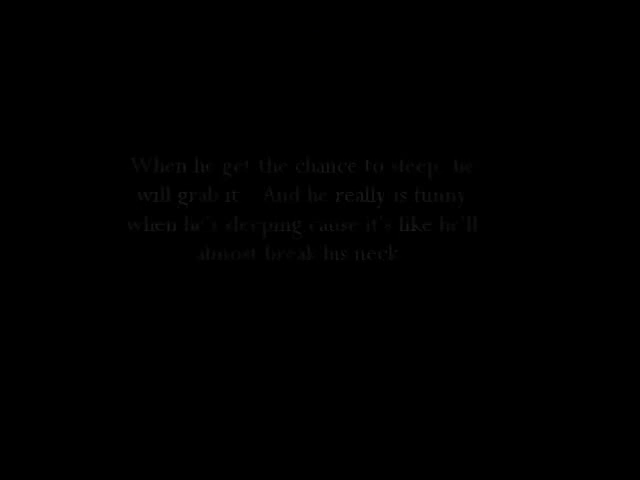 When he get the chance to sleep, he
will grab it... And he really is funny
when he's sleeping cause it's like he'll
almost break his neck...